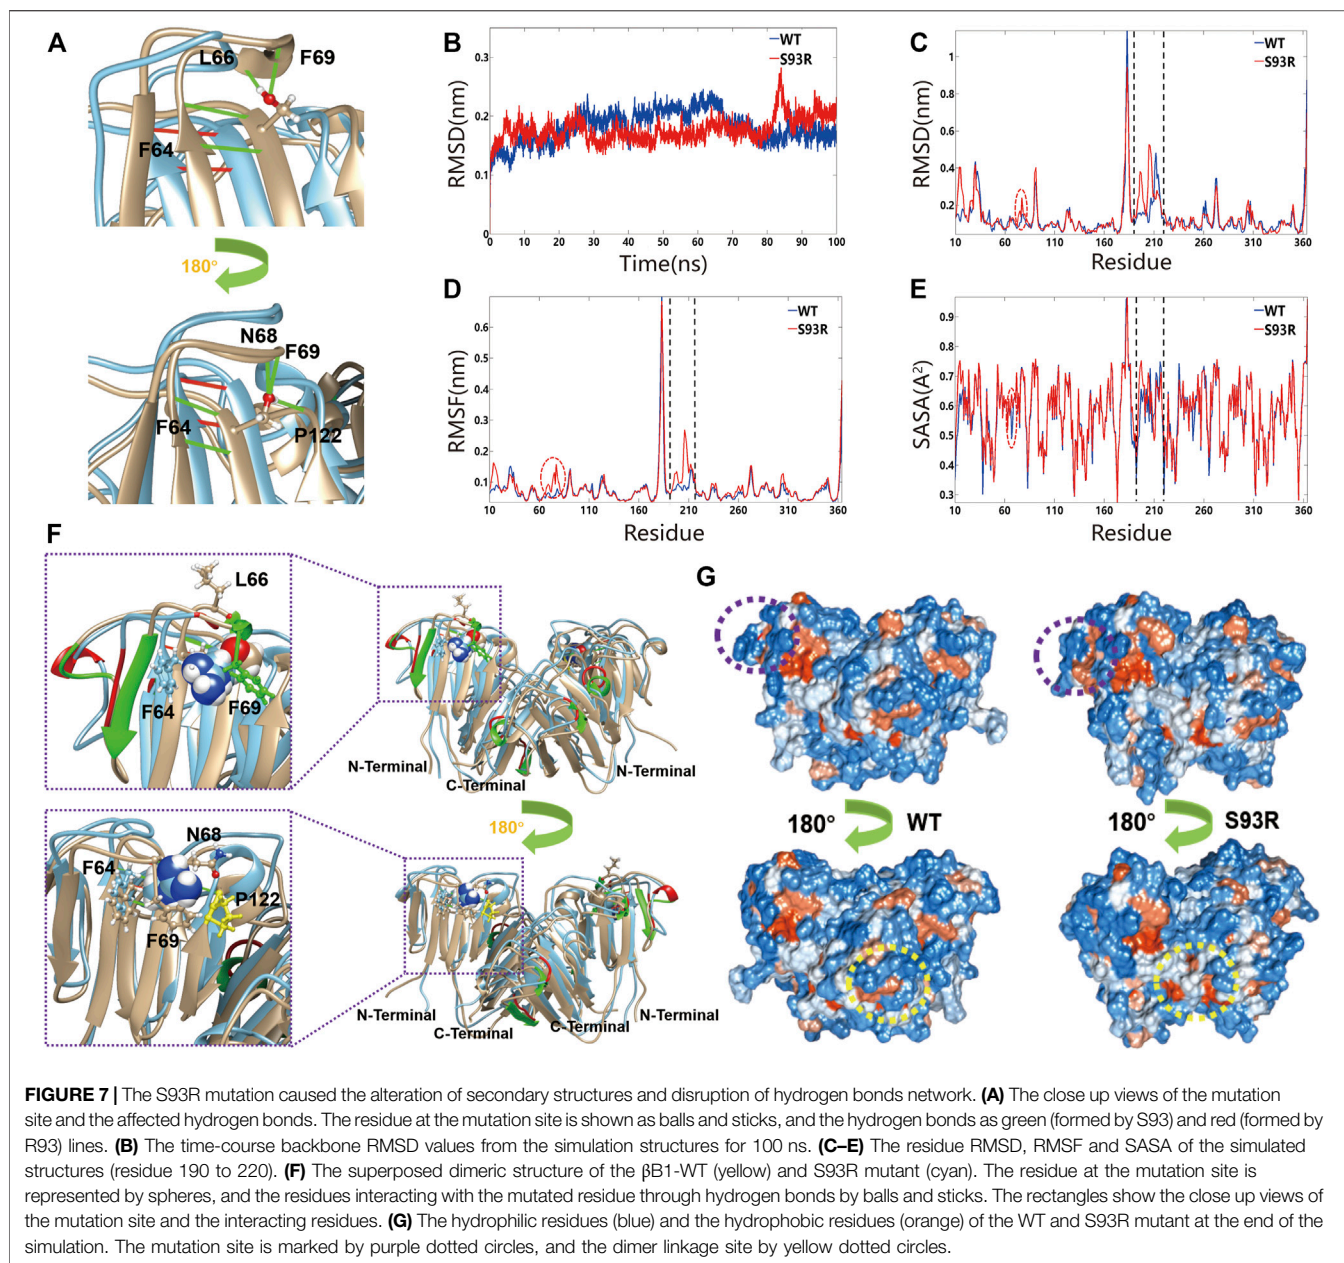 A
L66
F69
F64
180°
N68
F69
F64
P122
B
WT
S93R
RMSD(nm)
0.3
0.2
0.1
0
0 10 20 30 40 50 60 70 80 90 100
Time(ns)
C
WT
S93R
RMSD(nm)
1
0.8
0.6
0.4
0.2
10 60 110 160 210 260 310 360
Residue
D
WT
S93R
RMSF(nm)
0.6
0.5
0.4
0.3
0.2
0.1
10 60 110 160 210 260 310 360
Residue
E
WT
S93R
SASA(A²)
0.9
0.8
0.7
0.6
0.5
0.4
0.3
10 60 110 160 210 260 310 360
Residue
F
L66
F64
F69
N-Terminal
C-Terminal
N-Terminal
180°
N68
F64
P122
F69
N-Terminal
C-Terminal
C-Terminal
N-Terminal
G
180°
WT
180°
S93R
FIGURE 7 | The S93R mutation caused the alteration of secondary structures and disruption of hydrogen bonds network. (A) The close up views of the mutation
site and the affected hydrogen bonds. The residue at the mutation site is shown as balls and sticks, and the hydrogen bonds as green (formed by S93) and red (formed by
R93) lines. (B) The time-course backbone RMSD values from the simulation structures for 100 ns. (C–E) The residue RMSD, RMSF and SASA of the simulated
structures (residue 190 to 220). (F) The superposed dimeric structure of the βB1-WT (yellow) and S93R mutant (cyan). The residue at the mutation site is
represented by spheres, and the residues interacting with the mutated residue through hydrogen bonds by balls and sticks. The rectangles show the close up views of
the mutation site and the interacting residues. (G) The hydrophilic residues (blue) and the hydrophobic residues (orange) of the WT and S93R mutant at the end of the
simulation. The mutation site is marked by purple dotted circles, and the dimer linkage site by yellow dotted circles.